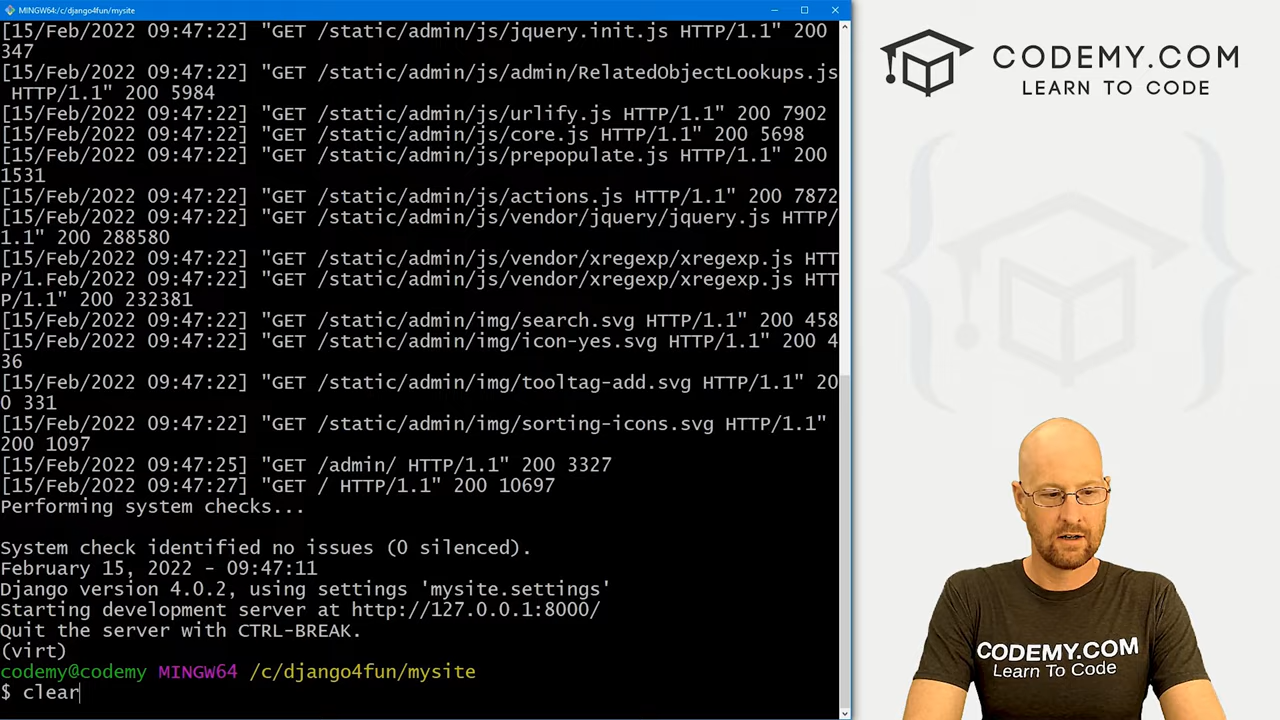 MINGW64:/c/django4fun/mysite
[15/Feb/2022 09:47:22] "GET /static/admin/js/jquery.init.js HTTP/1.1" 200
347
[15/Feb/2022 09:47:22] "GET /static/admin/js/admin/RelatedObjectLookups.js
HTTP/1.1" 200 5984
[15/Feb/2022 09:47:22] "GET /static/admin/js/urlify.js HTTP/1.1" 200 7902
[15/Feb/2022 09:47:22] "GET /static/admin/js/core.js HTTP/1.1" 200 5698
[15/Feb/2022 09:47:22] "GET /static/admin/js/prepopulate.js HTTP/1.1" 200
1531
[15/Feb/2022 09:47:22] "GET /static/admin/js/actions.js HTTP/1.1" 200 7872
[15/Feb/2022 09:47:22] "GET /static/admin/js/vendor/jquery/jquery.js HTTP/
1.1" 200 288580
[15/Feb/2022 09:47:22] "GET /static/admin/js/vendor/xregexp/xregexp.js HTT
P/1.Feb/2022 09:47:22] "GET /static/admin/js/vendor/xregexp/xregexp.js HTT
P/1.1" 200 232381
[15/Feb/2022 09:47:22] "GET /static/admin/img/search.svg HTTP/1.1" 200 458
[15/Feb/2022 09:47:22] "GET /static/admin/img/icon-yes.svg HTTP/1.1" 200 4
36
[15/Feb/2022 09:47:22] "GET /static/admin/img/tooltag-add.svg HTTP/1.1" 20
0 331
[15/Feb/2022 09:47:22] "GET /static/admin/img/sorting-icons.svg HTTP/1.1"
200 1097
[15/Feb/2022 09:47:25] "GET /admin/ HTTP/1.1" 200 3327
[15/Feb/2022 09:47:27] "GET / HTTP/1.1" 200 10697
Performing system checks...
System check identified no issues (0 silenced).
February 15, 2022 - 09:47:11
Django version 4.0.2, using settings 'mysite.settings'
Starting development server at http://127.0.0.1:8000/
Quit the server with CTRL-BREAK.
(virt)
codemy@codemy MINGW64 /c/django4fun/mysite
$ clear
CODEMY.COM
LEARN TO CODE
CODEMY.COM
Learn To Code